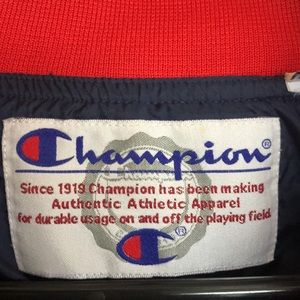 Champion®
Since 1919 Champion has been making
Authentic Athletic Apparel
for durable usage on and off the playing field
®